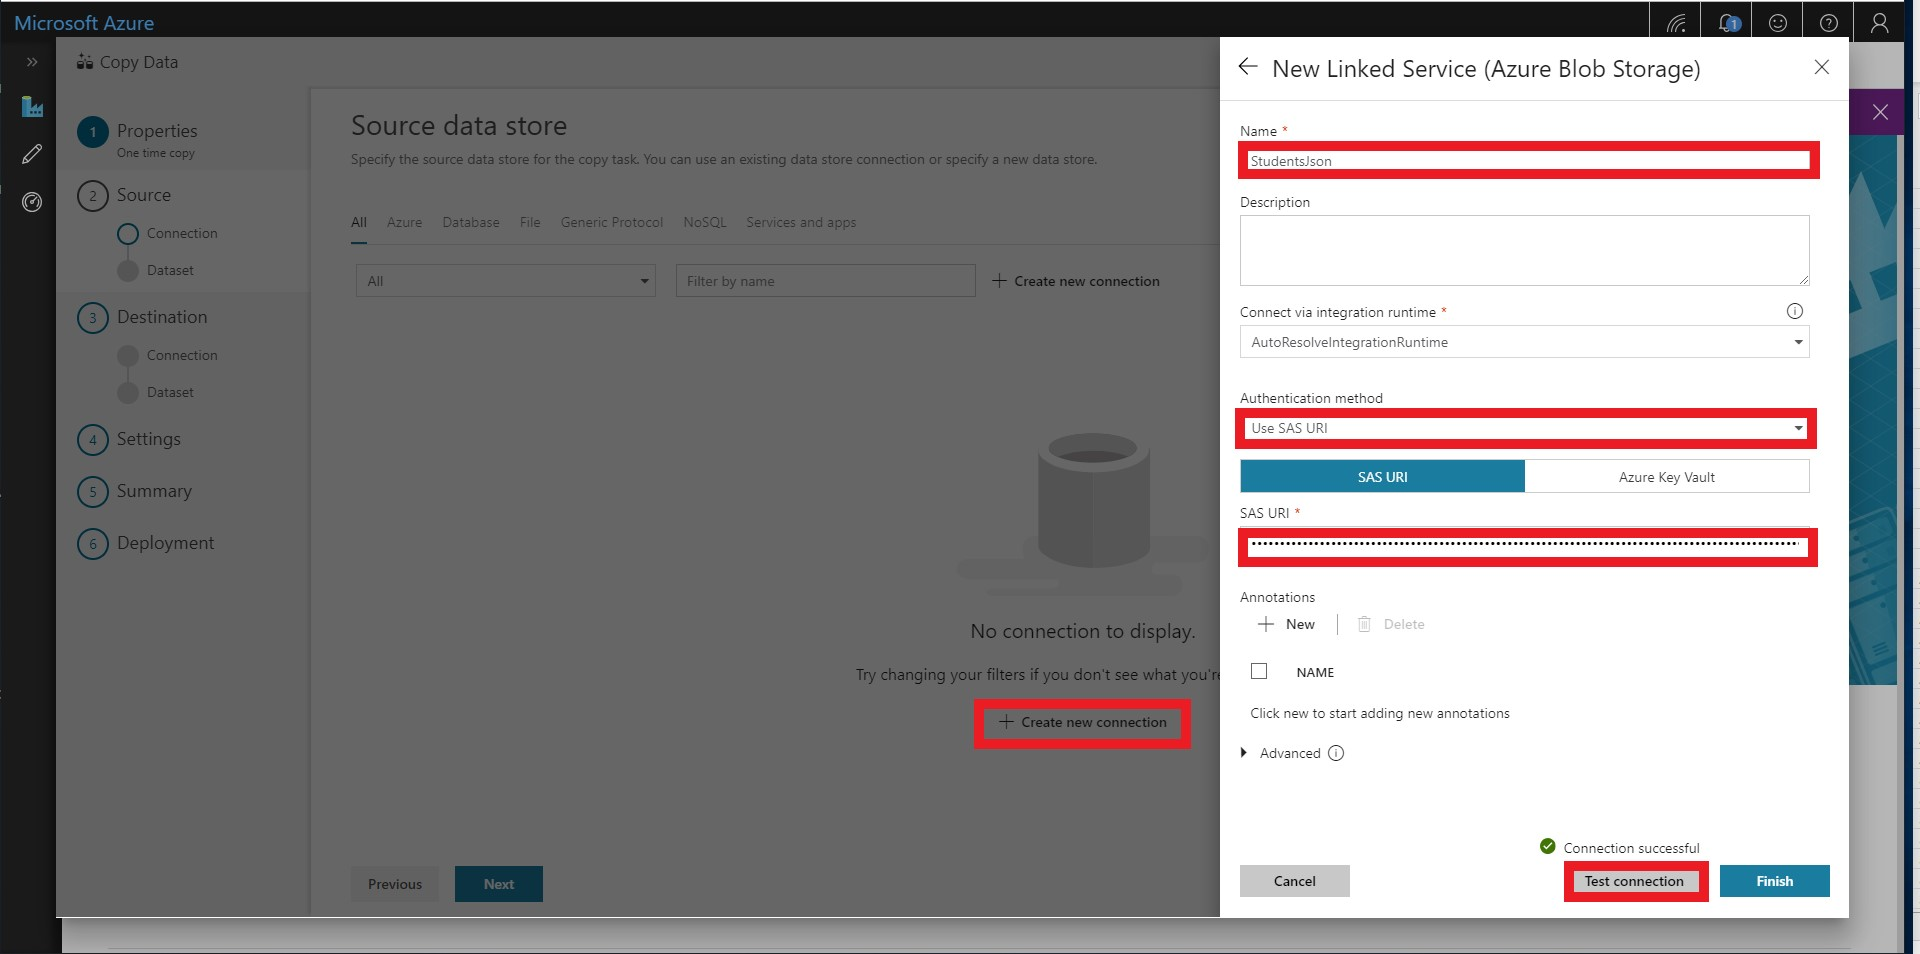 Microsoft Azure
1
Copy Data
1 Properties
One time copy
2 Source
Connection
Dataset
3 Destination
Connection
Dataset
4 Settings
5 Summary
6 Deployment
Source data store
Specify the source data store for the copy task. You can use an existing data store connection or specify a new data store.
All Azure Database File Generic Protocol NoSQL Services and apps
All Filter by name + Create new connection
No connection to display.
Try changing your filters if you don't see what you're
+ Create new connection
Previous Next
New Linked Service (Azure Blob Storage)
Name *
StudentsJson
Description
Connect via integration runtime *
AutoResolveIntegrationRuntime
Authentication method
Use SAS URI
SAS URI Azure Key Vault
SAS URI *
Annotations
+ New Delete
NAME
Click new to start adding new annotations
Advanced
Connection successful
Cancel Test connection Finish